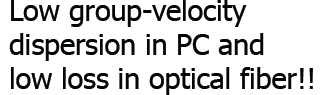 Low group-velocity
dispersion in PC and
low loss in optical fiber!!